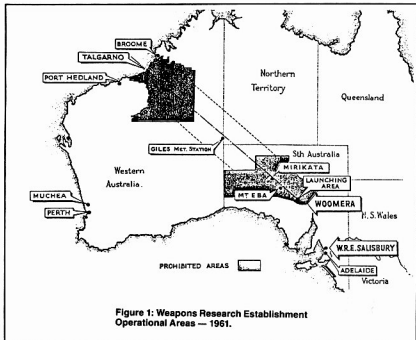 BROOME
TALGARNO
PORT HEDLAND
Northern
Territory
Queensland
GILES MET. STATION
Sth Australia
MIRIKATA
LAUNCHING
AREA
Western
Australia.
MT EBA
WOOMERA
MUCHEA
PERTH
N.S.Wales
W.R.E. SALISBURY
PROHIBITED AREAS
ADELAIDE
Victoria
Figure 1: Weapons Research Establishment
Operational Areas — 1961.